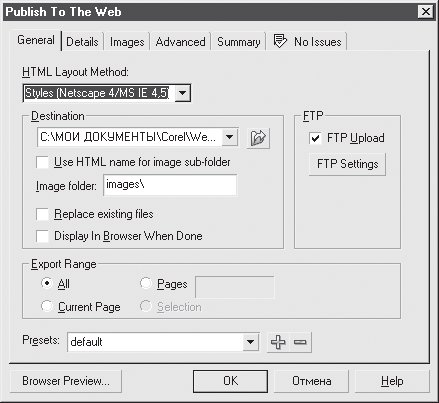 Publish To The Web
General Details Images Advanced Summary No Issues
HTML Layout Method:
Styles (Netscape 4/MS IE 4,5)
Destination
FTP
C:\МОИ ДОКУМЕНТЫ\Corel\We...
FTP Upload
Use HTML name for image sub-folder
FTP Settings
Image folder: images\
Replace existing files
Display In Browser When Done
Export Range
All Pages
Current Page Selection
Presets: default
Browser Preview... OK Отмена Help